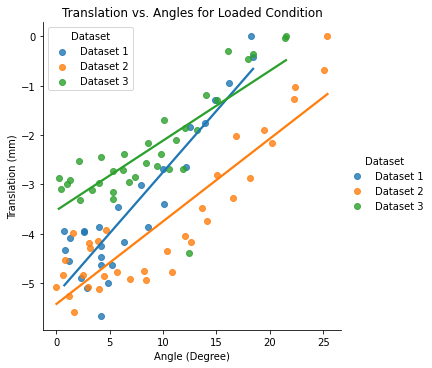 Translation vs. Angles for Loaded Condition
Dataset
Dataset 1
Dataset 2
Dataset 3
Translation (mm)
0
−1
−2
−3
−4
−5
0 5 10 15 20 25
Angle (Degree)
Dataset
Dataset 1
Dataset 2
Dataset 3